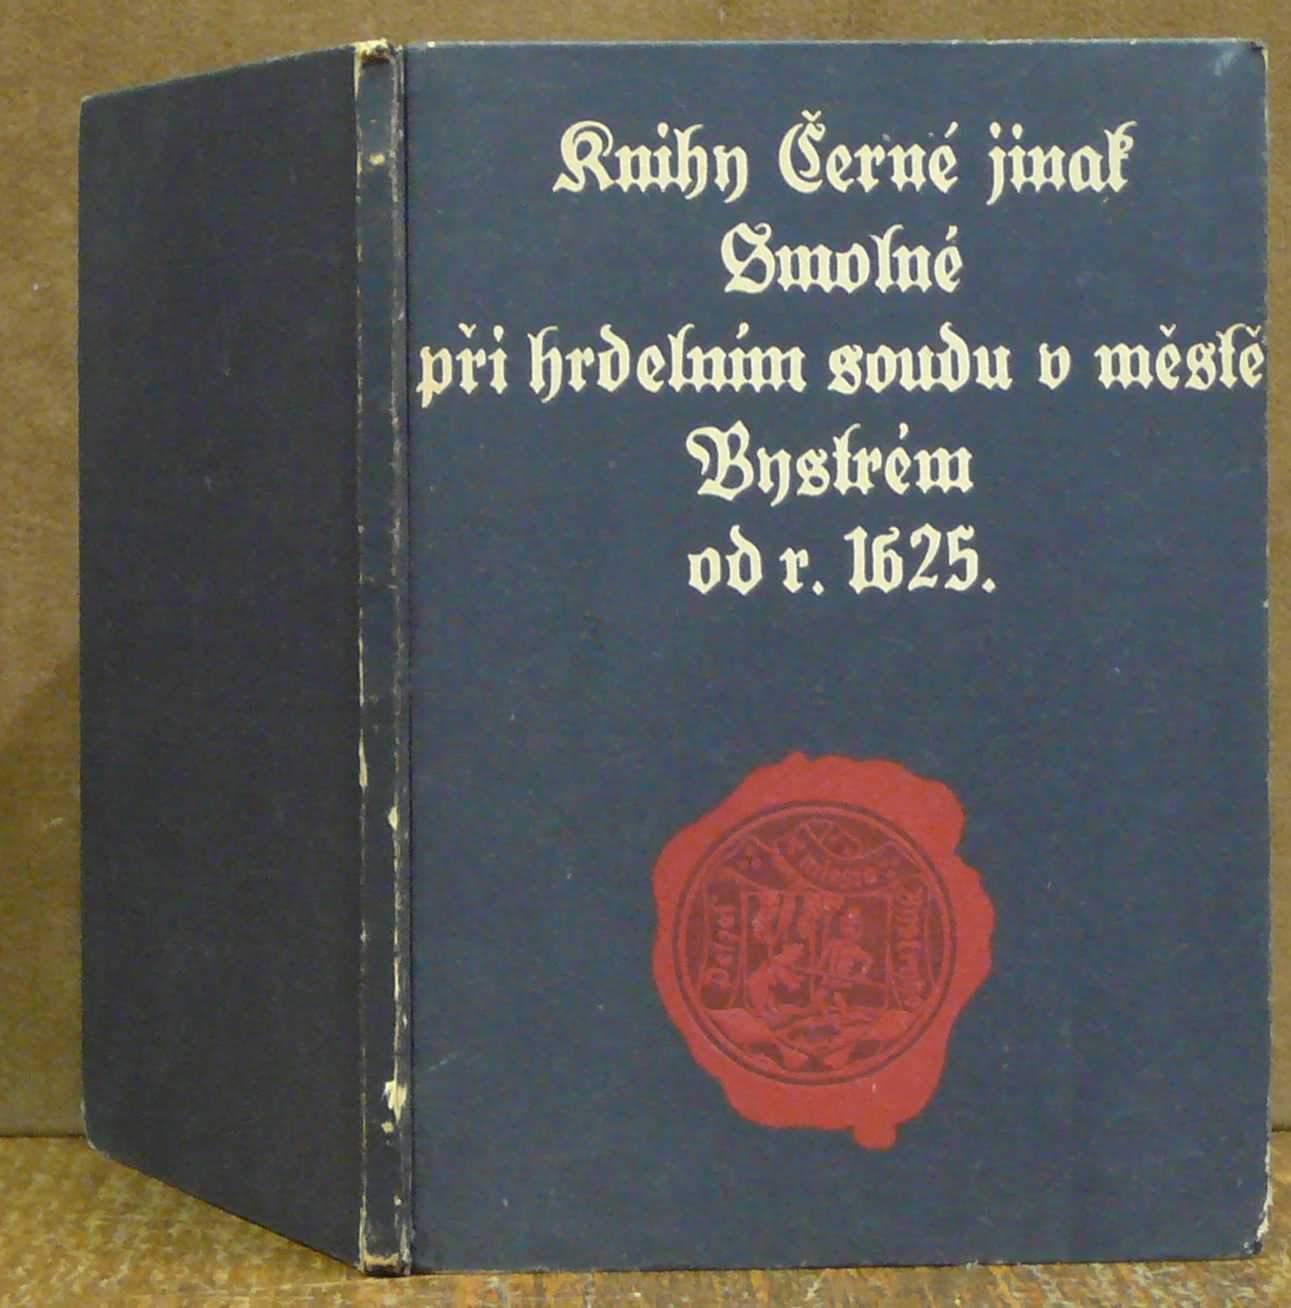 Knihy Černé jinak
Smolné
při hrdelním soudu v městě
Bystrém
od r. 1625.